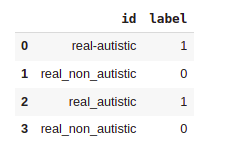 id label
0 real-autistic 1
1 real_non_autistic 0
2 real_autistic 1
3 real_non_autistic 0